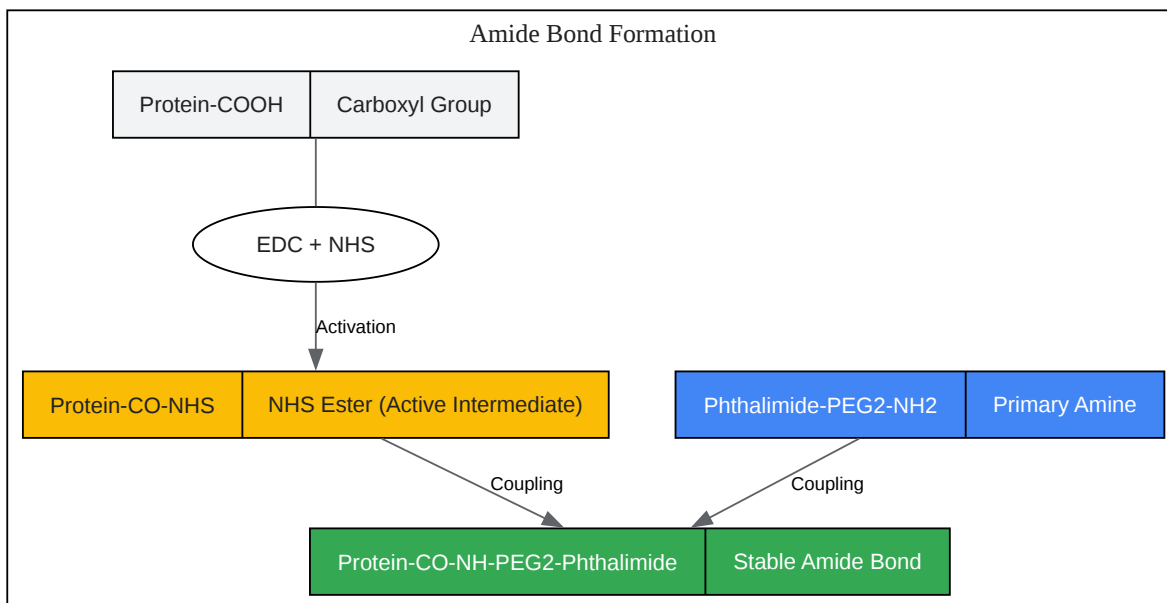 Amide Bond Formation
Protein-COOH
Carboxyl Group
EDC + NHS
Activation
Protein-CO-NHS
NHS Ester (Active Intermediate)
Phthalimide-PEG2-NH2
Primary Amine
Coupling
Coupling
Protein-CO-NH-PEG2-Phthalimide
Stable Amide Bond